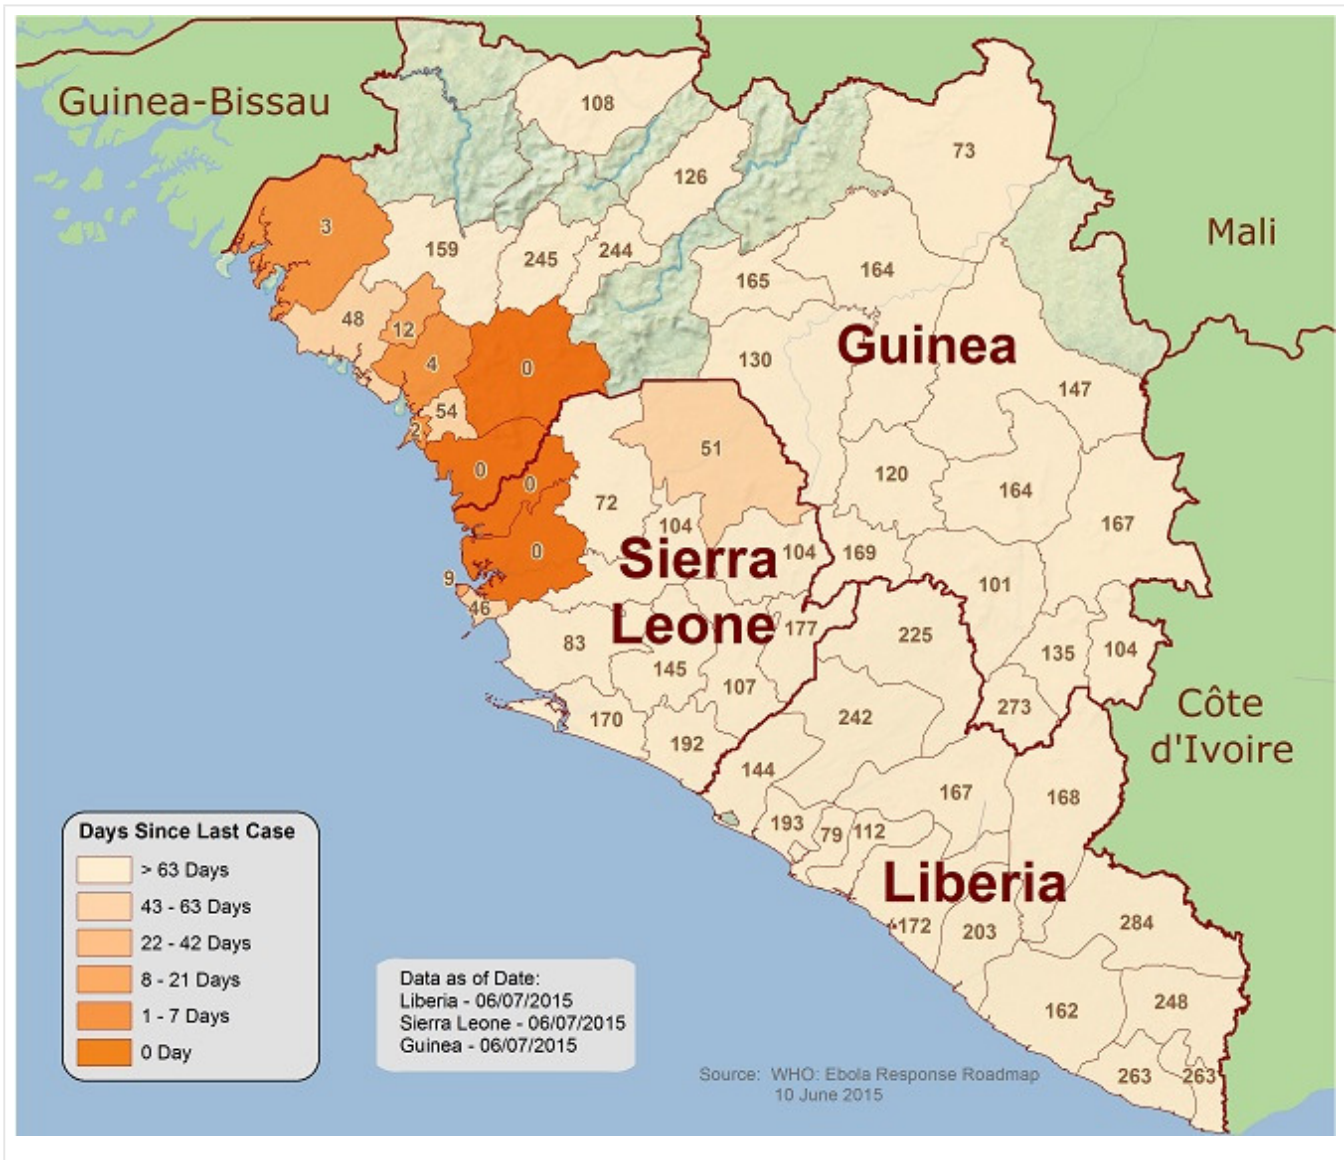 Guinea-Bissau
108
73
126
3
Mali
159
245
244
165
164
48
12
Guinea
130
4
0
147
54
2
51
0
0
120
164
72
104
167
0
Sierra
104
169
9
101
46
Leone
177
225
83
135
104
145
107
273
Côte
170
242
d'Ivoire
192
144
167
168
193
79
112
Liberia
172
203
284
248
162
263
263
Days Since Last Case
> 63 Days
43 - 63 Days
22 - 42 Days
8 - 21 Days
1 - 7 Days
0 Day
Data as of Date:
Liberia - 06/07/2015
Sierra Leone - 06/07/2015
Guinea - 06/07/2015
Source: WHO: Ebola Response Roadmap
10 June 2015